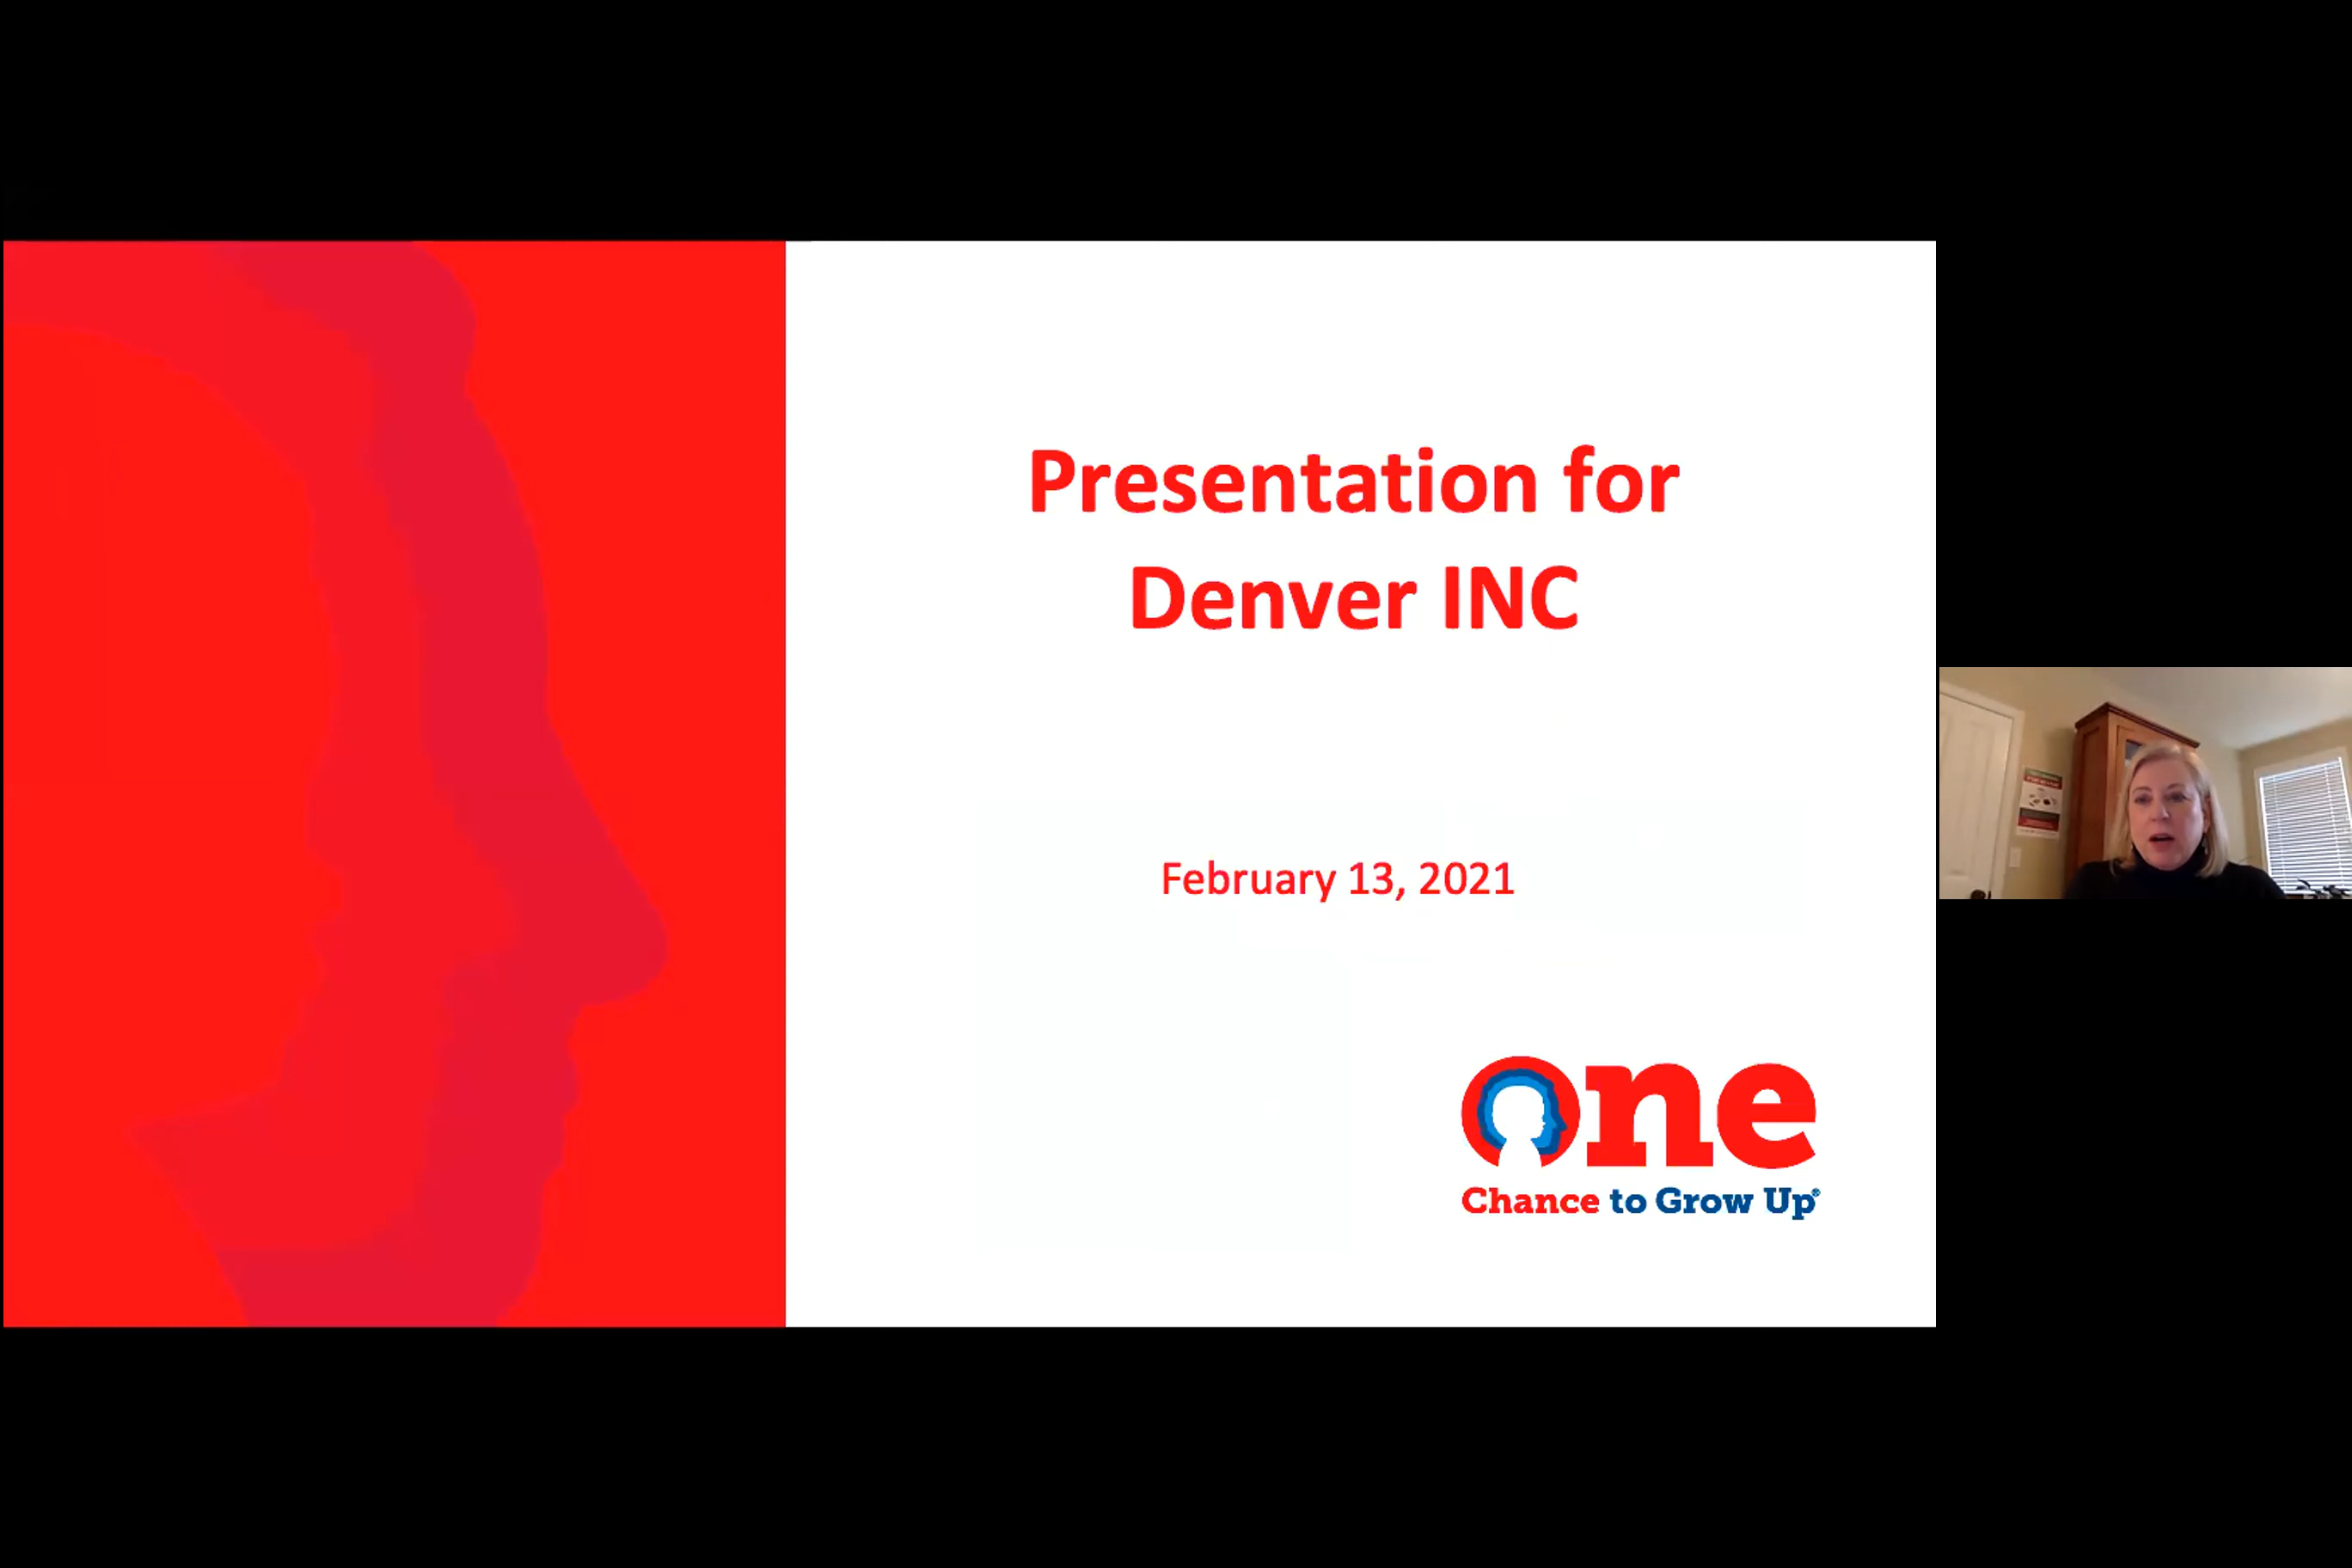 Presentation for
Denver INC
February 13, 2021
One
Chance to Grow Up®